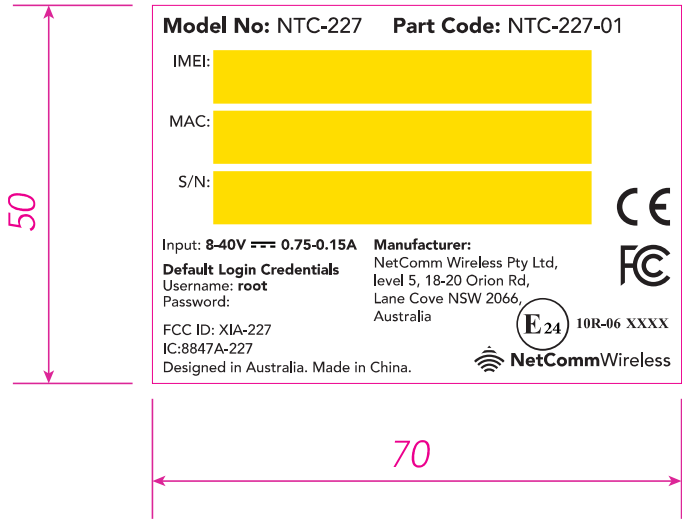 Model No: NTC-227 Part Code: NTC-227-01
IMEI:
MAC:
S/N:
50
CE
FC
Input: 8-40V 0.75-0.15A
Default Login Credentials
Username: root
Password:
FCC ID: XIA-227
IC:8847A-227
Designed in Australia. Made in China.
Manufacturer:
NetComm Wireless Pty Ltd,
level 5, 18-20 Orion Rd,
Lane Cove NSW 2066,
Australia
E24 10R-06 XXXX
NetCommWireless
70